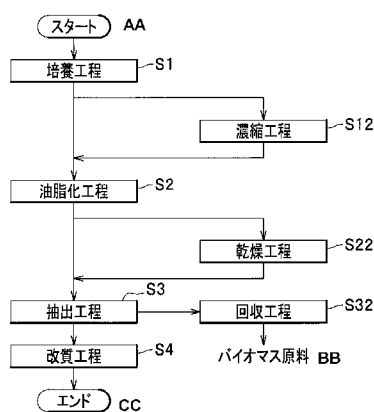 スタート AA
培養工程 S1
濃縮工程 S12
油脂化工程 S2
乾燥工程 S22
抽出工程 S3
回収工程 S32
改質工程 S4
バイオマス原料 BB
エンド CC